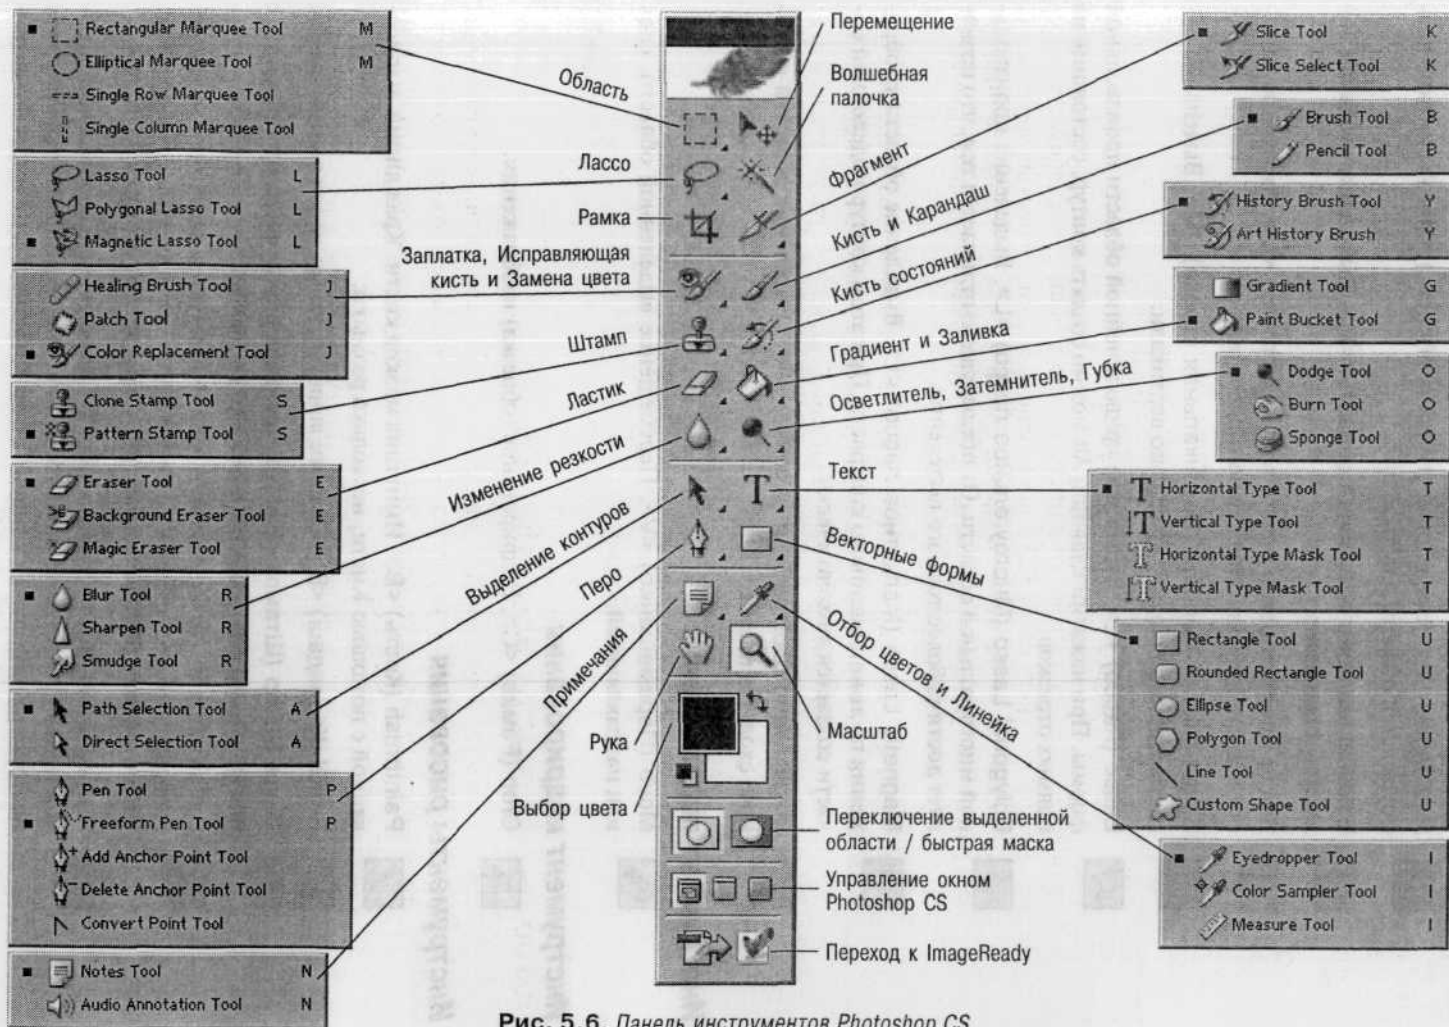 Rectangular Marquee Tool M
Elliptical Marquee Tool M
Single Row Marquee Tool
Single Column Marquee Tool
Lasso Tool L
Polygonal Lasso Tool L
Magnetic Lasso Tool L
Healing Brush Tool J
Patch Tool J
Color Replacement Tool J
Clone Stamp Tool S
Pattern Stamp Tool S
Eraser Tool E
Background Eraser Tool E
Magic Eraser Tool E
Blur Tool R
Sharpen Tool R
Smudge Tool R
Path Selection Tool A
Direct Selection Tool A
Pen Tool P
Freeform Pen Tool P
Add Anchor Point Tool
Delete Anchor Point Tool
Convert Point Tool
Notes Tool N
Audio Annotation Tool N
Область
Лассо
Рамка
Заплатка, Исправляющая
кисть и Замена цвета
Штамп
Ластик
Изменение резкости
Выделение контуров
Перо
Примечания
Рука
Выбор цвета
Перемещение
Волшебная
палочка
Фрагмент
Кисть и Карандаш
Кисть состояний
Градиент и Заливка
Осветлитель, Затемнитель, Губка
Текст
Векторные формы
Отбор цветов и Линейка
Масштаб
Переключение выделенной
области / быстрая маска
Управление окном
Photoshop CS
Переход к ImageReady
Slice Tool K
Slice Select Tool K
Brush Tool B
Pencil Tool B
History Brush Tool Y
Art History Brush Y
Gradient Tool G
Paint Bucket Tool G
Dodge Tool O
Burn Tool O
Sponge Tool O
Horizontal Type Tool T
Vertical Type Tool T
Horizontal Type Mask Tool T
Vertical Type Mask Tool T
Rectangle Tool U
Rounded Rectangle Tool U
Ellipse Tool U
Polygon Tool U
Line Tool U
Custom Shape Tool U
Eyedropper Tool I
Color Sampler Tool I
Measure Tool I
Рис. 5.6. Панель инструментов Photoshop CS